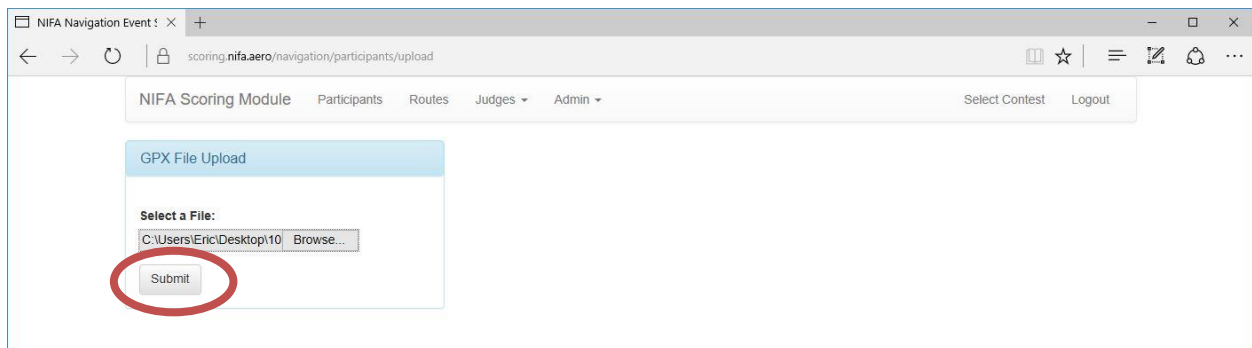 NIFA Navigation Event S
scoring.nifa.aero/navigation/participants/upload
NIFA Scoring Module Participants Routes Judges Admin Select Contest Logout
GPX File Upload
Select a File:
C:\Users\Eric\Desktop\10 Browse...
Submit